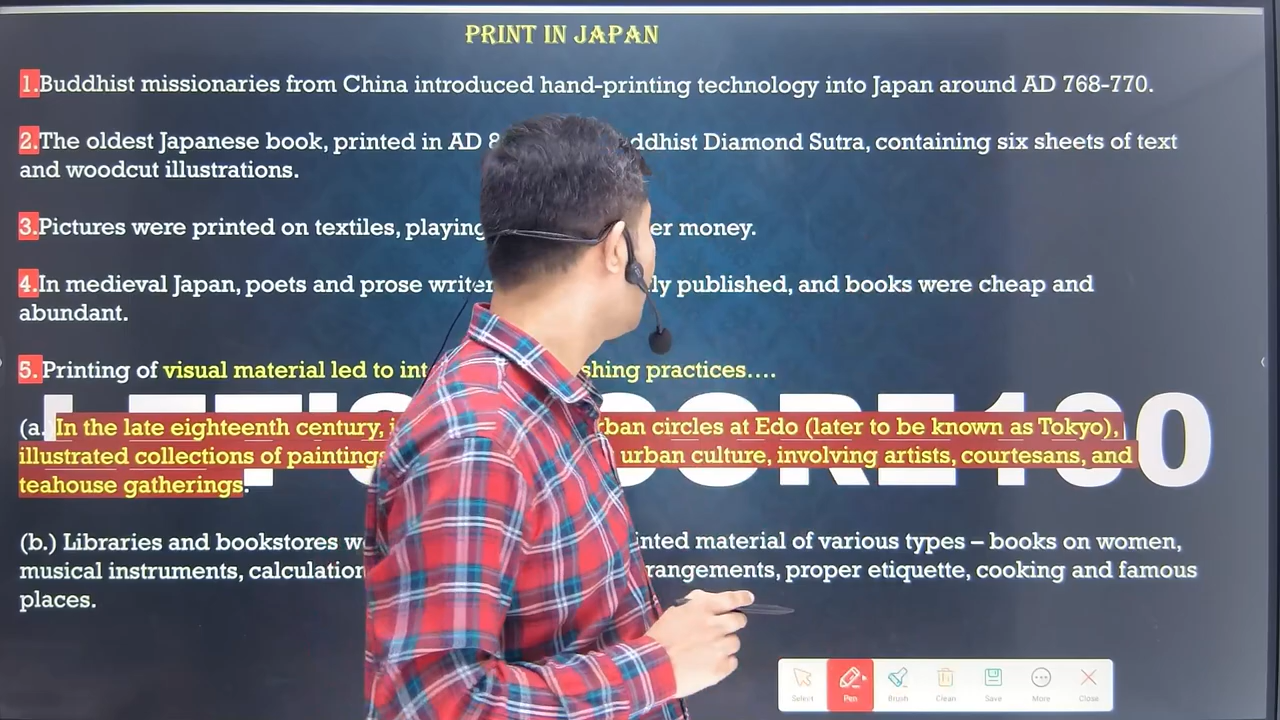 PRINT IN JAPAN
1.Buddhist missionaries from China introduced hand-printing technology into Japan around AD 768-770.
2.The oldest Japanese book, printed in AD 8 ddhist Diamond Sutra, containing six sheets of text
and woodcut illustrations.
3.Pictures were printed on textiles, playing er money.
4.In medieval Japan, poets and prose writer ly published, and books were cheap and
abundant.
5.Printing of visual material led to int shing practices....
(a.) In the late eighteenth century, i rban circles at Edo (later to be known as Tokyo),
illustrated collections of paintings urban culture, involving artists, courtesans, and
teahouse gatherings.
(b.) Libraries and bookstores w inted material of various types – books on women,
musical instruments, calculation rangements, proper etiquette, cooking and famous
places.
Select Pen Brush Clean Save More Close